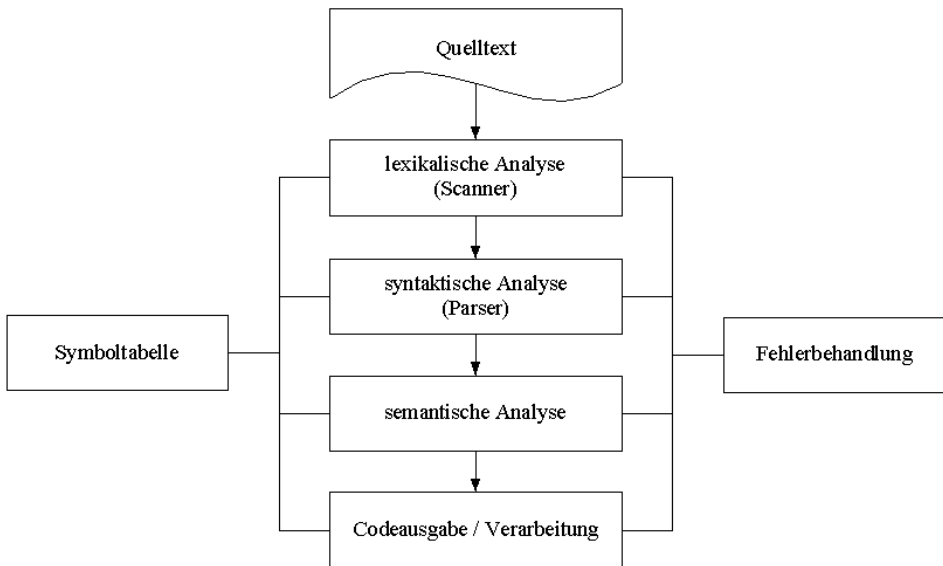 Quelltext
lexikalische Analyse
(Scanner)
syntaktische Analyse
(Parser)
Symboltabelle
Fehlerbehandlung
semantische Analyse
Codeausgabe / Verarbeitung